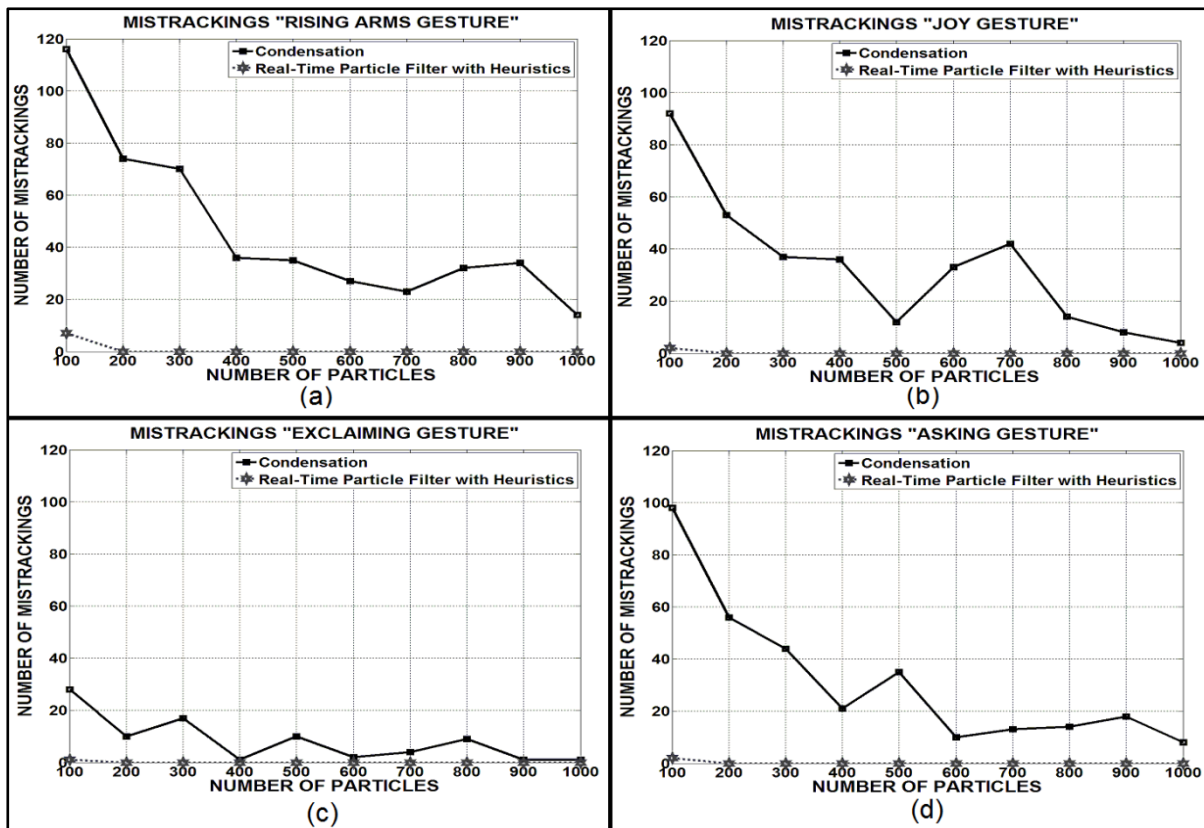 MISTRACKINGS "RISING ARMS GESTURE"
120
100
80
60
40
20
0
NUMBER OF MISTRACKINGS
Condensation
Real-Time Particle Filter with Heuristics
100 200 300 400 500 600 700 800 900 1000
NUMBER OF PARTICLES
(a)
MISTRACKINGS "JOY GESTURE"
120
100
80
60
40
20
0
NUMBER OF MISTRACKINGS
Condensation
Real-Time Particle Filter with Heuristics
100 200 300 400 500 600 700 800 900 1000
NUMBER OF PARTICLES
(b)
MISTRACKINGS "EXCLAIMING GESTURE"
120
100
80
60
40
20
0
NUMBER OF MISTRACKINGS
Condensation
Real-Time Particle Filter with Heuristics
100 200 300 400 500 600 700 800 900 1000
NUMBER OF PARTICLES
(c)
MISTRACKINGS "ASKING GESTURE"
120
100
80
60
40
20
0
NUMBER OF MISTRACKINGS
Condensation
Real-Time Particle Filter with Heuristics
100 200 300 400 500 600 700 800 900 1000
NUMBER OF PARTICLES
(d)